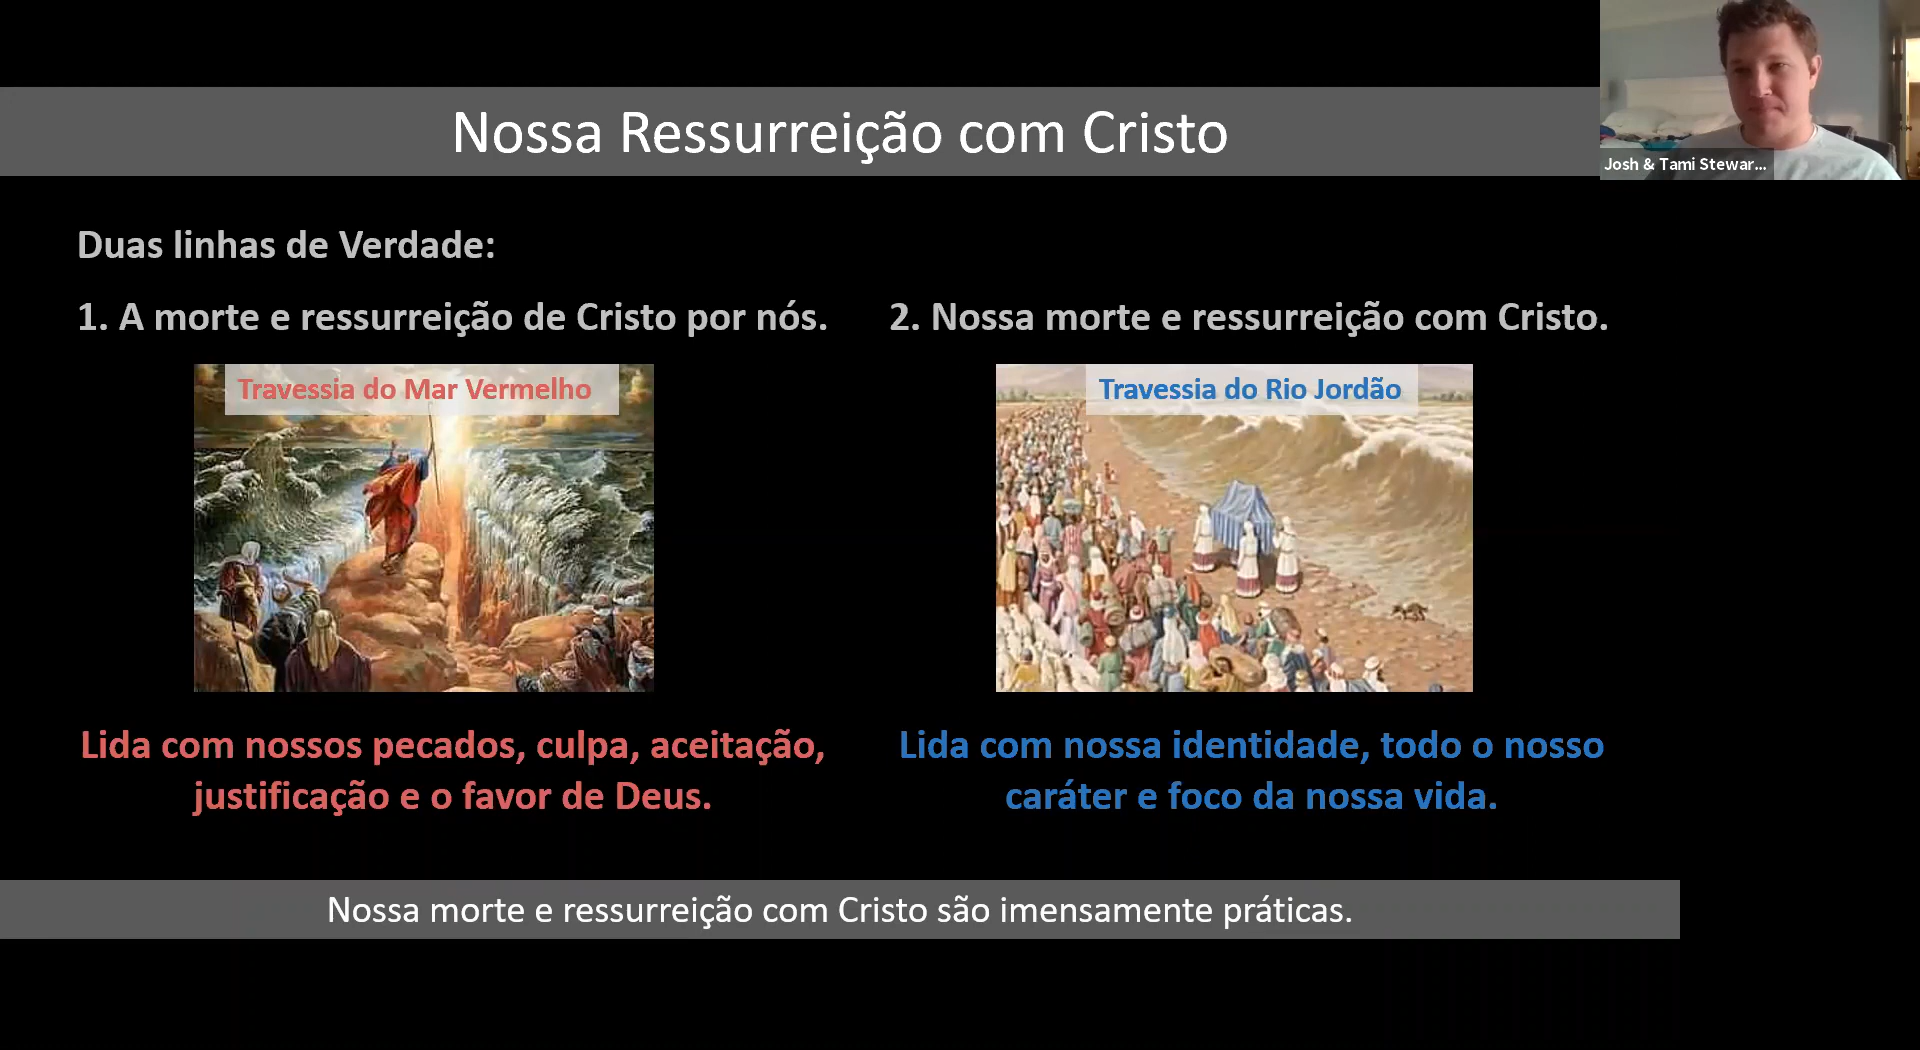 Nossa Ressurreição com Cristo
Josh & Tami Stewar...
Duas linhas de Verdade:
1. A morte e ressurreição de Cristo por nós.
2. Nossa morte e ressurreição com Cristo.
Travessia do Mar Vermelho
Travessia do Rio Jordão
Lida com nossos pecados, culpa, aceitação,
justificação e o favor de Deus.
Lida com nossa identidade, todo o nosso
caráter e foco da nossa vida.
Nossa morte e ressurreição com Cristo são imensamente práticas.